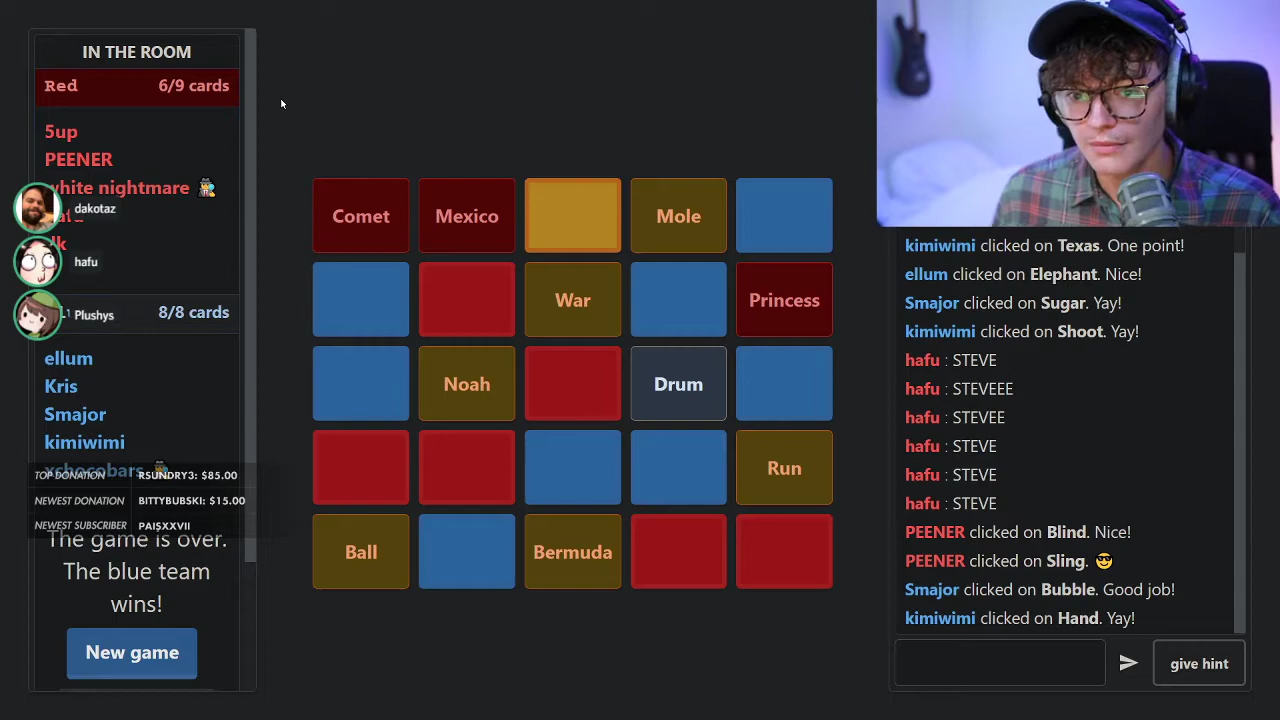 IN THE ROOM
Red 6/9 cards
5up
PEENER
white nightmare
dakotaz
hafu
Plushys
8/8 cards
ellum
Kris
Smajor
kimiwimi
xchocobars
TOP DONATION RSUNDRY3: $85.00
NEWEST DONATION BITTYBUBSKI: $15.00
NEWEST SUBSCRIBER PAISXXVII
The game is over.
The blue team
wins!
New game
Comet Mexico Mole
War Princess
Noah Drum
Run
Ball Bermuda
kimiwimi clicked on Texas. One point!
ellum clicked on Elephant. Nice!
Smajor clicked on Sugar. Yay!
kimiwimi clicked on Shoot. Yay!
hafu : STEVE
hafu : STEVEEE
hafu : STEVEE
hafu : STEVE
hafu : STEVE
hafu : STEVE
PEENER clicked on Blind. Nice!
PEENER clicked on Sling. 😎
Smajor clicked on Bubble. Good job!
kimiwimi clicked on Hand. Yay!
give hint